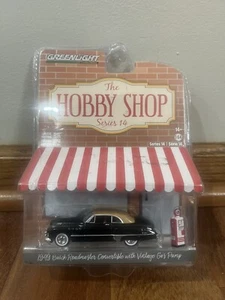 GREENLIGHT
The
HOBBY SHOP
Series 14
1949 Buick Roadmaster Convertible with Vintage Gas Pump